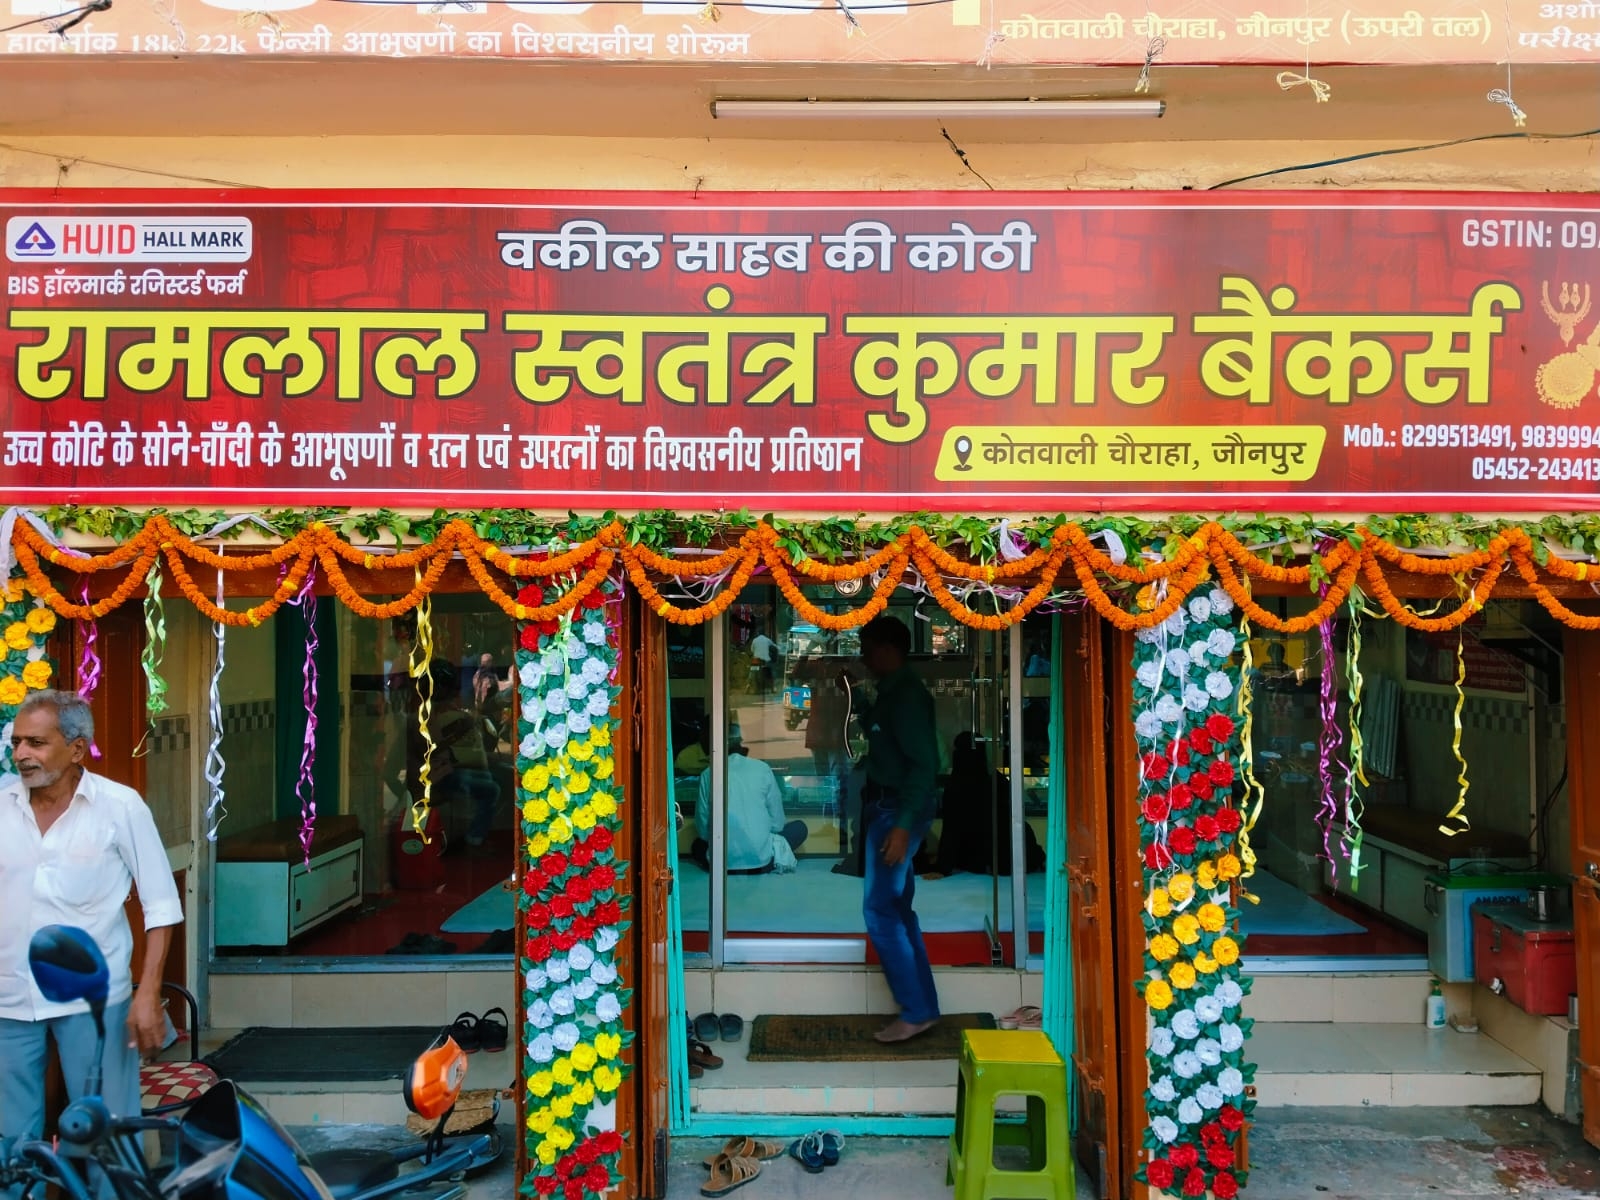 हालमार्क 18k 22k फैन्सी आभूषणों का विश्वसनीय शोरूम
कोतवाली चौराहा, जौनपुर (ऊपरी तल)
HUID HALL MARK
BIS हॉलमार्क रजिस्टर्ड फर्म
वकील साहब की कोठी
GSTIN: 09
रामलाल स्वतंत्र कुमार बैंकर्स
उच्च कोटि के सोने-चाँदी के आभूषणों व रत्न एवं उपरत्नों का विश्वसनीय प्रतिष्ठान
कोतवाली चौराहा, जौनपुर
Mob.: 8299513491, 9839994
05452-243413
AMARON